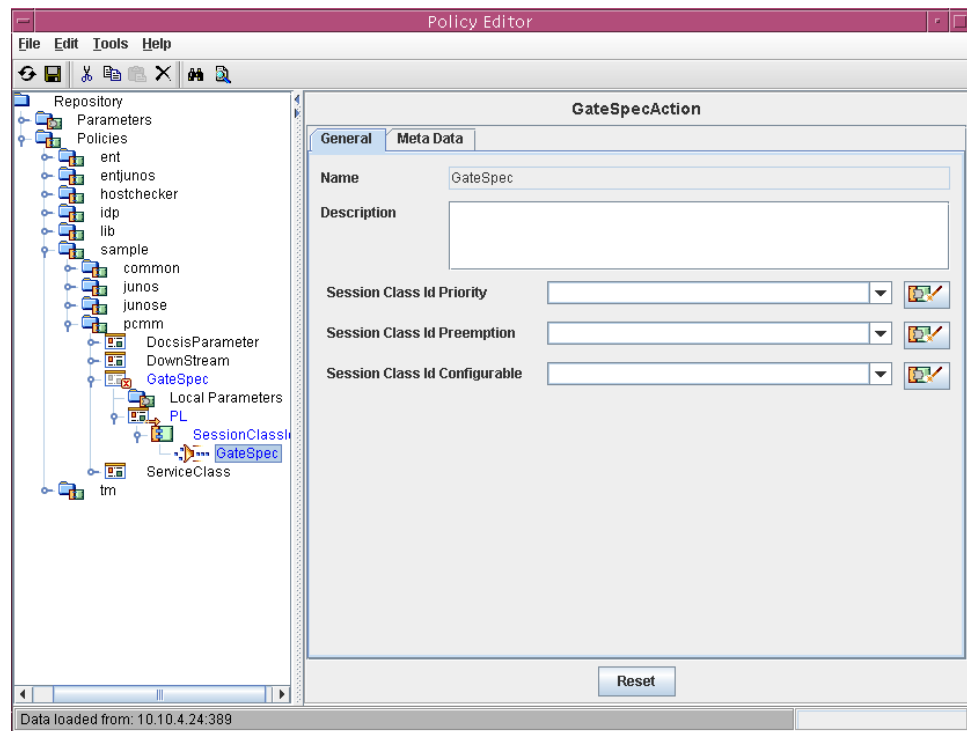 Policy Editor
File Edit Tools Help
Repository
Parameters
Policies
ent
entjunos
hostchecker
idp
lib
sample
common
junos
junose
pcmm
DocsisParameter
DownStream
GateSpec
Local Parameters
PL
SessionClassI
GateSpec
ServiceClass
tm
GateSpecAction
General Meta Data
Name GateSpec
Description
Session Class Id Priority
Session Class Id Preemption
Session Class Id Configurable
Reset
Data loaded from: 10.10.4.24:389